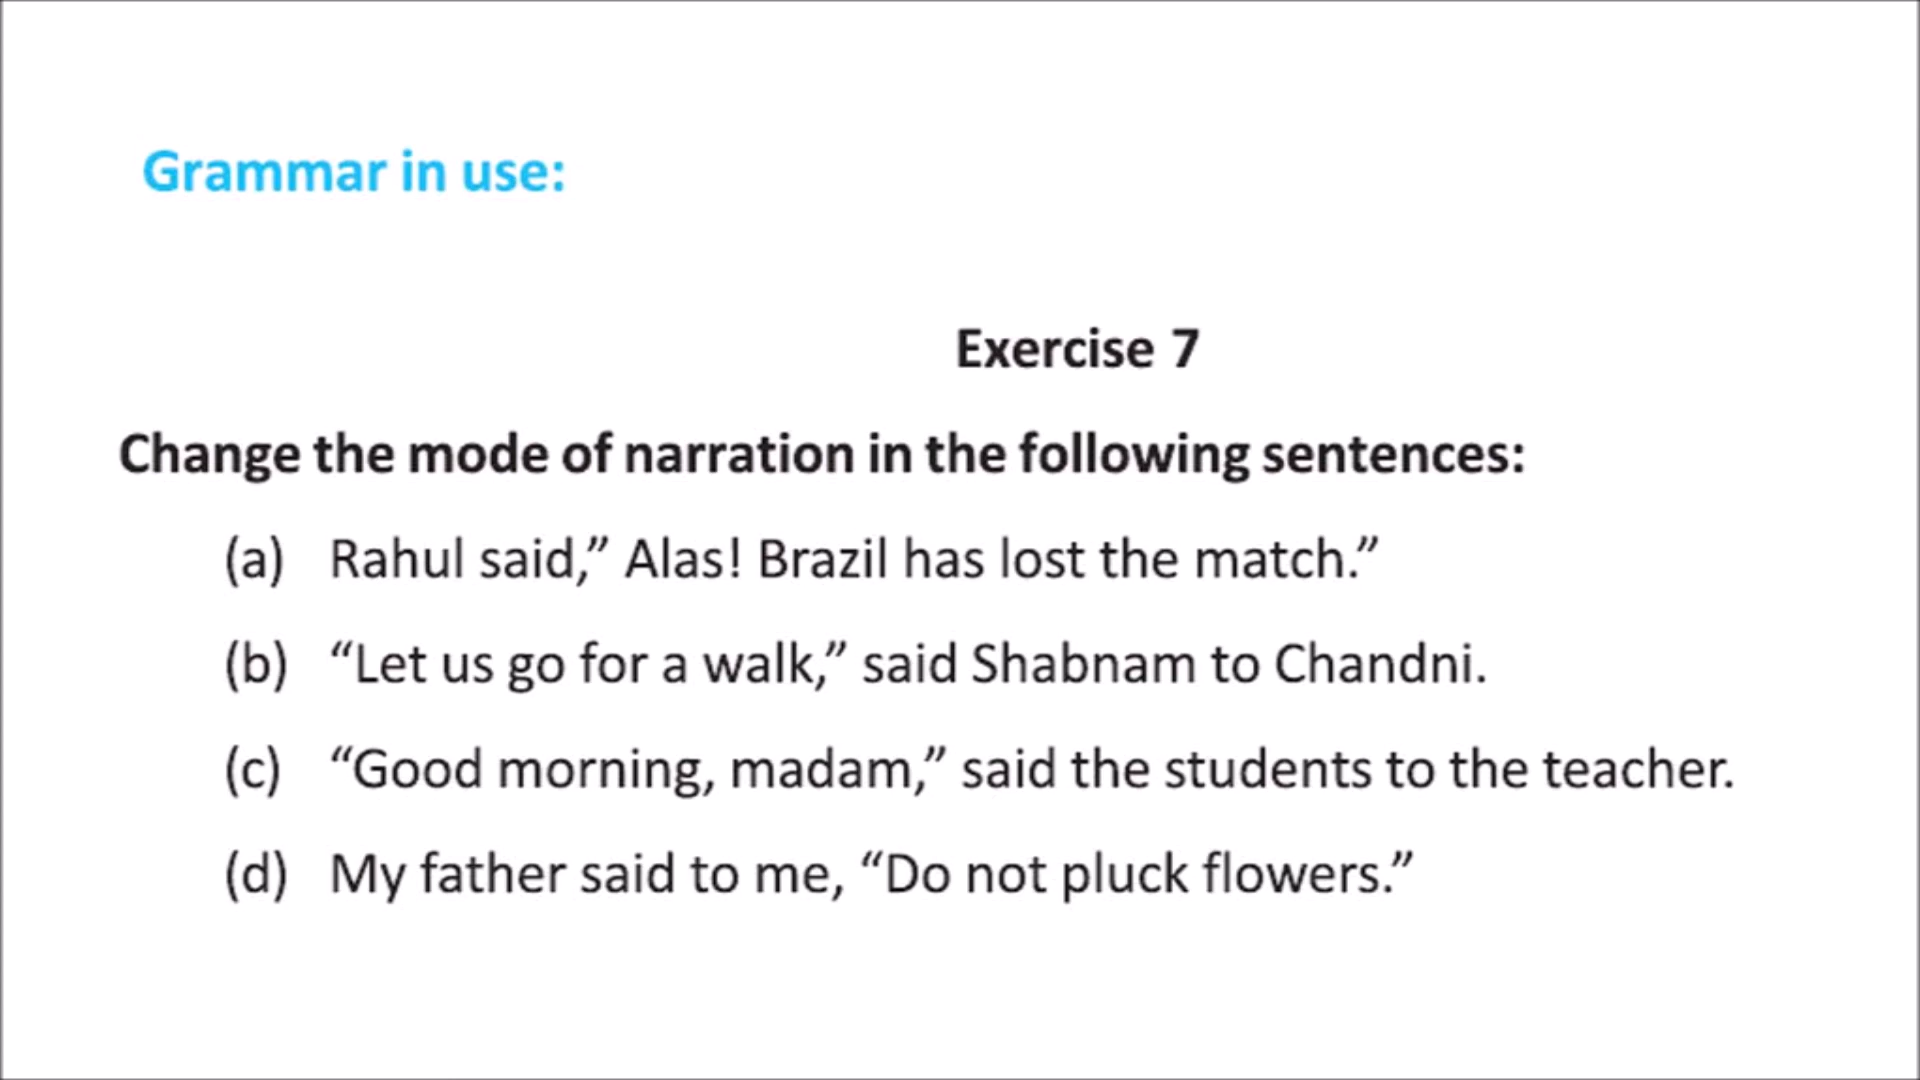 Grammar in use:
Exercise 7
Change the mode of narration in the following sentences:
(a) Rahul said,” Alas! Brazil has lost the match.”
(b) “Let us go for a walk,” said Shabnam to Chandni.
(c) “Good morning, madam,” said the students to the teacher.
(d) My father said to me, “Do not pluck flowers.”